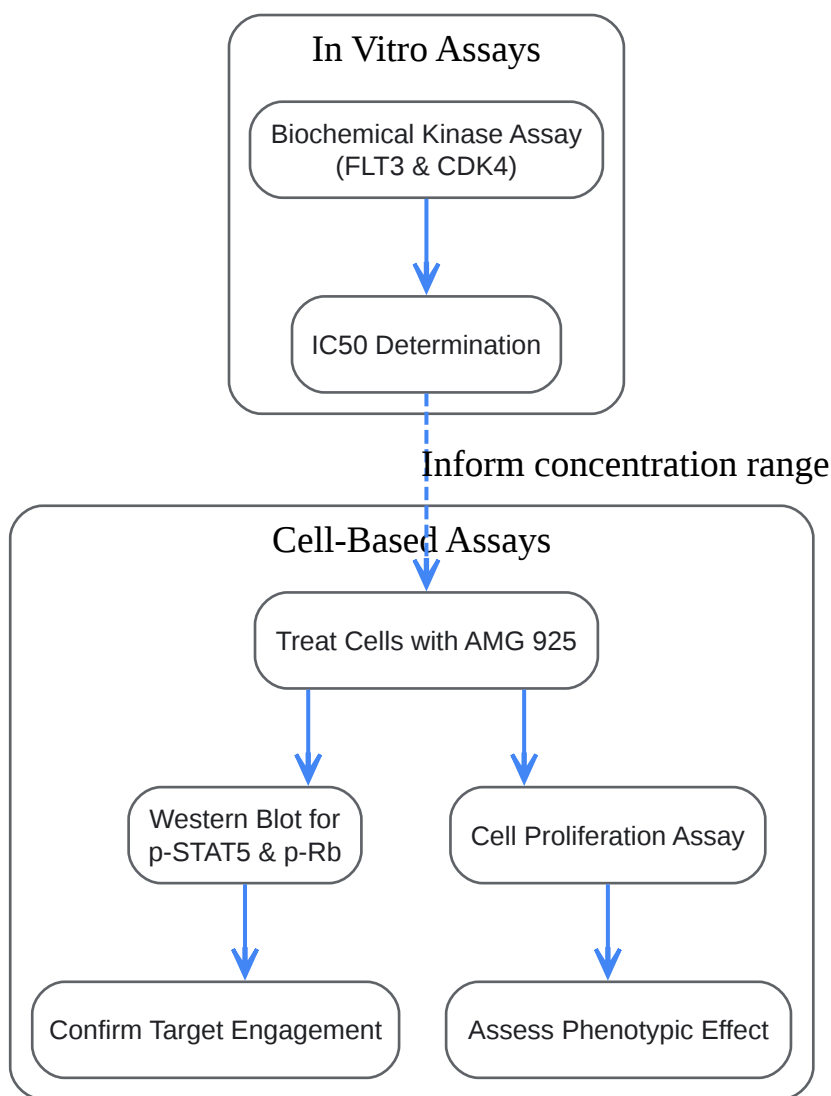 In Vitro Assays
Biochemical Kinase Assay
(FLT3 & CDK4)
IC50 Determination
Inform concentration range
Cell-Based Assays
Treat Cells with AMG 925
Western Blot for
p-STAT5 & p-Rb
Cell Proliferation Assay
Confirm Target Engagement
Assess Phenotypic Effect